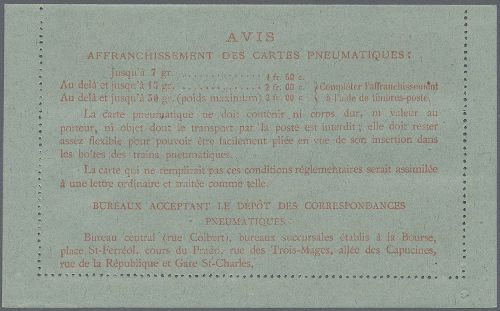 AVIS
AFFRANCHISSEMENT DES CARTES PNEUMATIQUES :
Jusqu'à 7 gr. .................. 1 fr. 50 c.
Au delà et jusqu'à 15 gr. .................. 2 fr. 00 c. } Compléter l'affranchissement
Au delà et jusqu'à 30 gr. (poids maximum) 3 fr. 00 c. } à l'aide de timbres-poste.
La carte pneumatique ne doit contenir ni corps dur, ni valeur au
porteur, ni objet dont le transport par la poste est interdit ; elle doit rester
assez flexible pour pouvoir être facilement pliée en vue de son insertion dans
les boîtes des trains pneumatiques.
La carte qui ne remplirait pas ces conditions réglementaires serait assimilée
à une lettre ordinaire et traitée comme telle.
BUREAUX ACCEPTANT LE DÉPÔT DES CORRESPONDANCES
PNEUMATIQUES
Bureau central (rue Colbert), bureaux succursales établis à la Bourse,
place St-Ferréol, cours du Prado, rue des Trois-Mages, allée des Capucines,
rue de la République et Gare St-Charles.